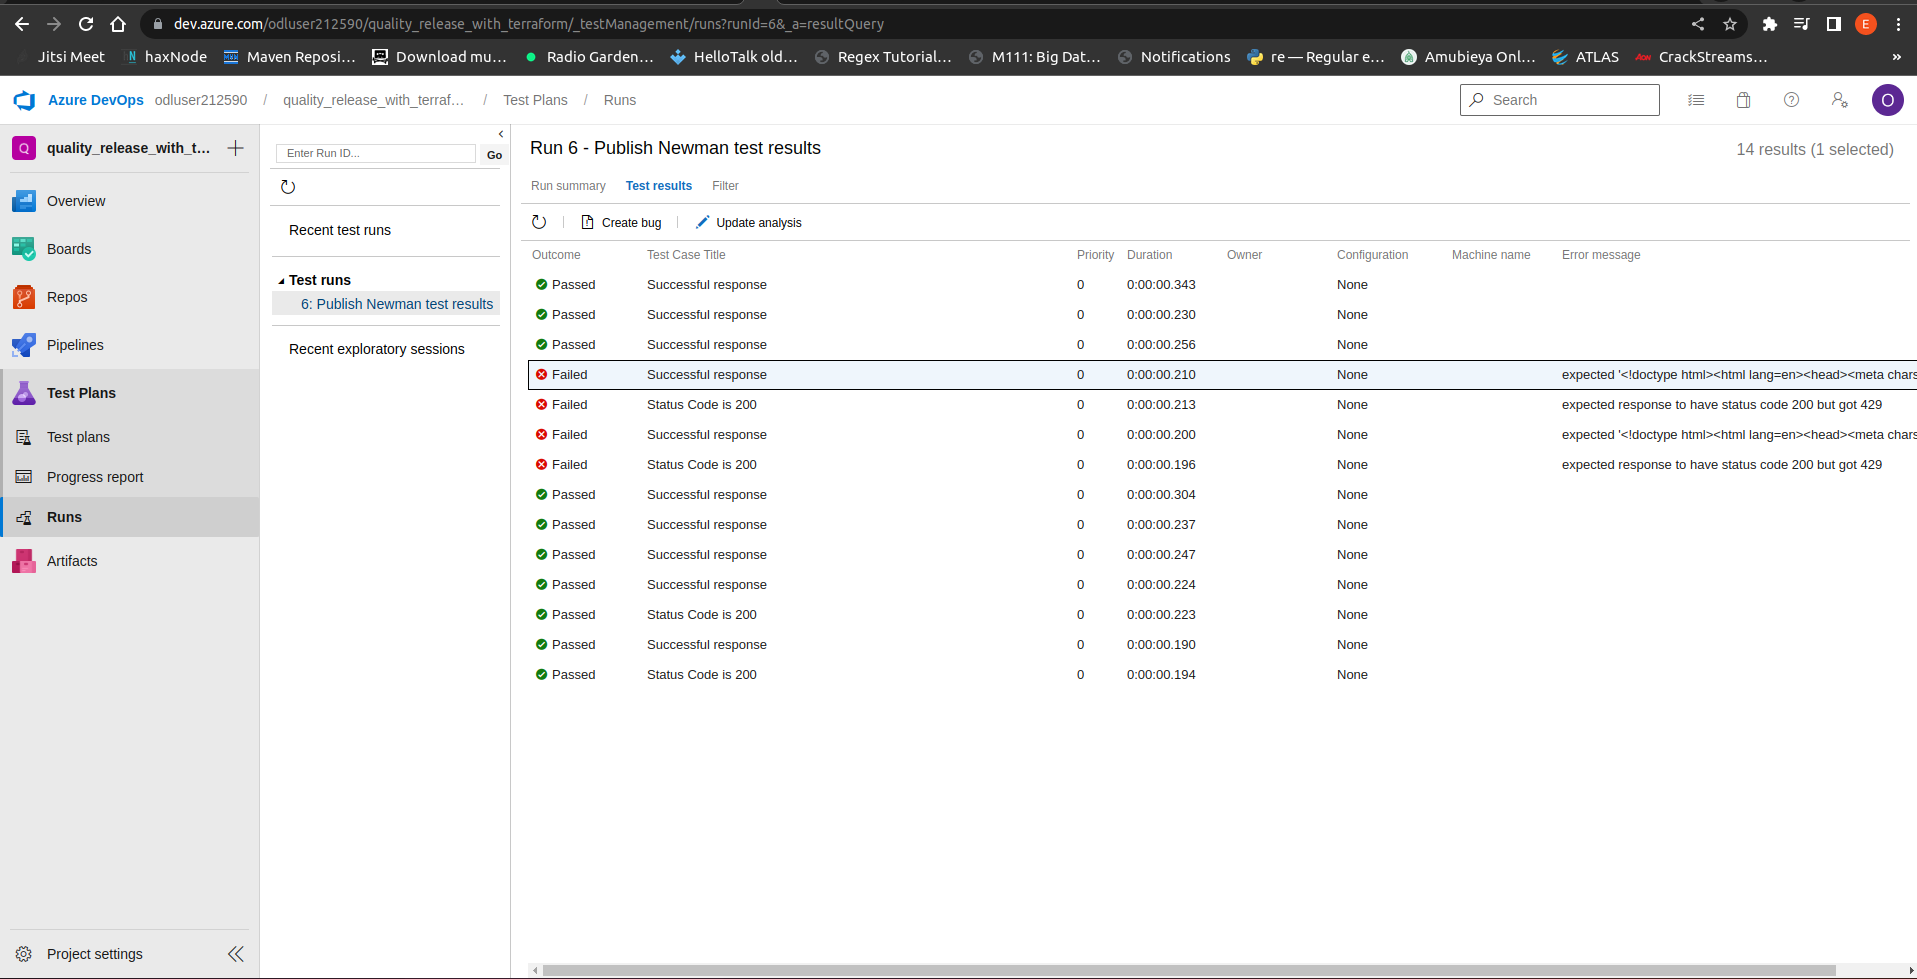 dev.azure.com/odluser212590/quality_release_with_terraform/_testManagement/runs?runId=6&_a=resultQuery
E
Jitsi Meet haxNode Maven Reposi... Download mu... Radio Garden... HelloTalk old... Regex Tutorial... M111: Big Dat... Notifications re — Regular e... Amubieya Onl... ATLAS CrackStreams... »
Azure DevOps odluser212590 / quality_release_with_terraf... / Test Plans / Runs Search O
Q quality_release_with_t...
Overview
Boards
Repos
Pipelines
Test Plans
Test plans
Progress report
Runs
Artifacts
Project settings
Enter Run ID... Go
Recent test runs
Test runs
6: Publish Newman test results
Recent exploratory sessions
Run 6 - Publish Newman test results
14 results (1 selected)
Run summary Test results Filter
Create bug Update analysis
Outcome Test Case Title Priority Duration Owner Configuration Machine name Error message
Passed Successful response 0 0:00:00.343 None
Passed Successful response 0 0:00:00.230 None
Passed Successful response 0 0:00:00.256 None
Failed Successful response 0 0:00:00.210 None expected '<!doctype html><html lang=en><head><meta chars
Failed Status Code is 200 0 0:00:00.213 None expected response to have status code 200 but got 429
Failed Successful response 0 0:00:00.200 None expected '<!doctype html><html lang=en><head><meta chars
Failed Status Code is 200 0 0:00:00.196 None expected response to have status code 200 but got 429
Passed Successful response 0 0:00:00.304 None
Passed Successful response 0 0:00:00.237 None
Passed Successful response 0 0:00:00.247 None
Passed Successful response 0 0:00:00.224 None
Passed Status Code is 200 0 0:00:00.223 None
Passed Successful response 0 0:00:00.190 None
Passed Status Code is 200 0 0:00:00.194 None